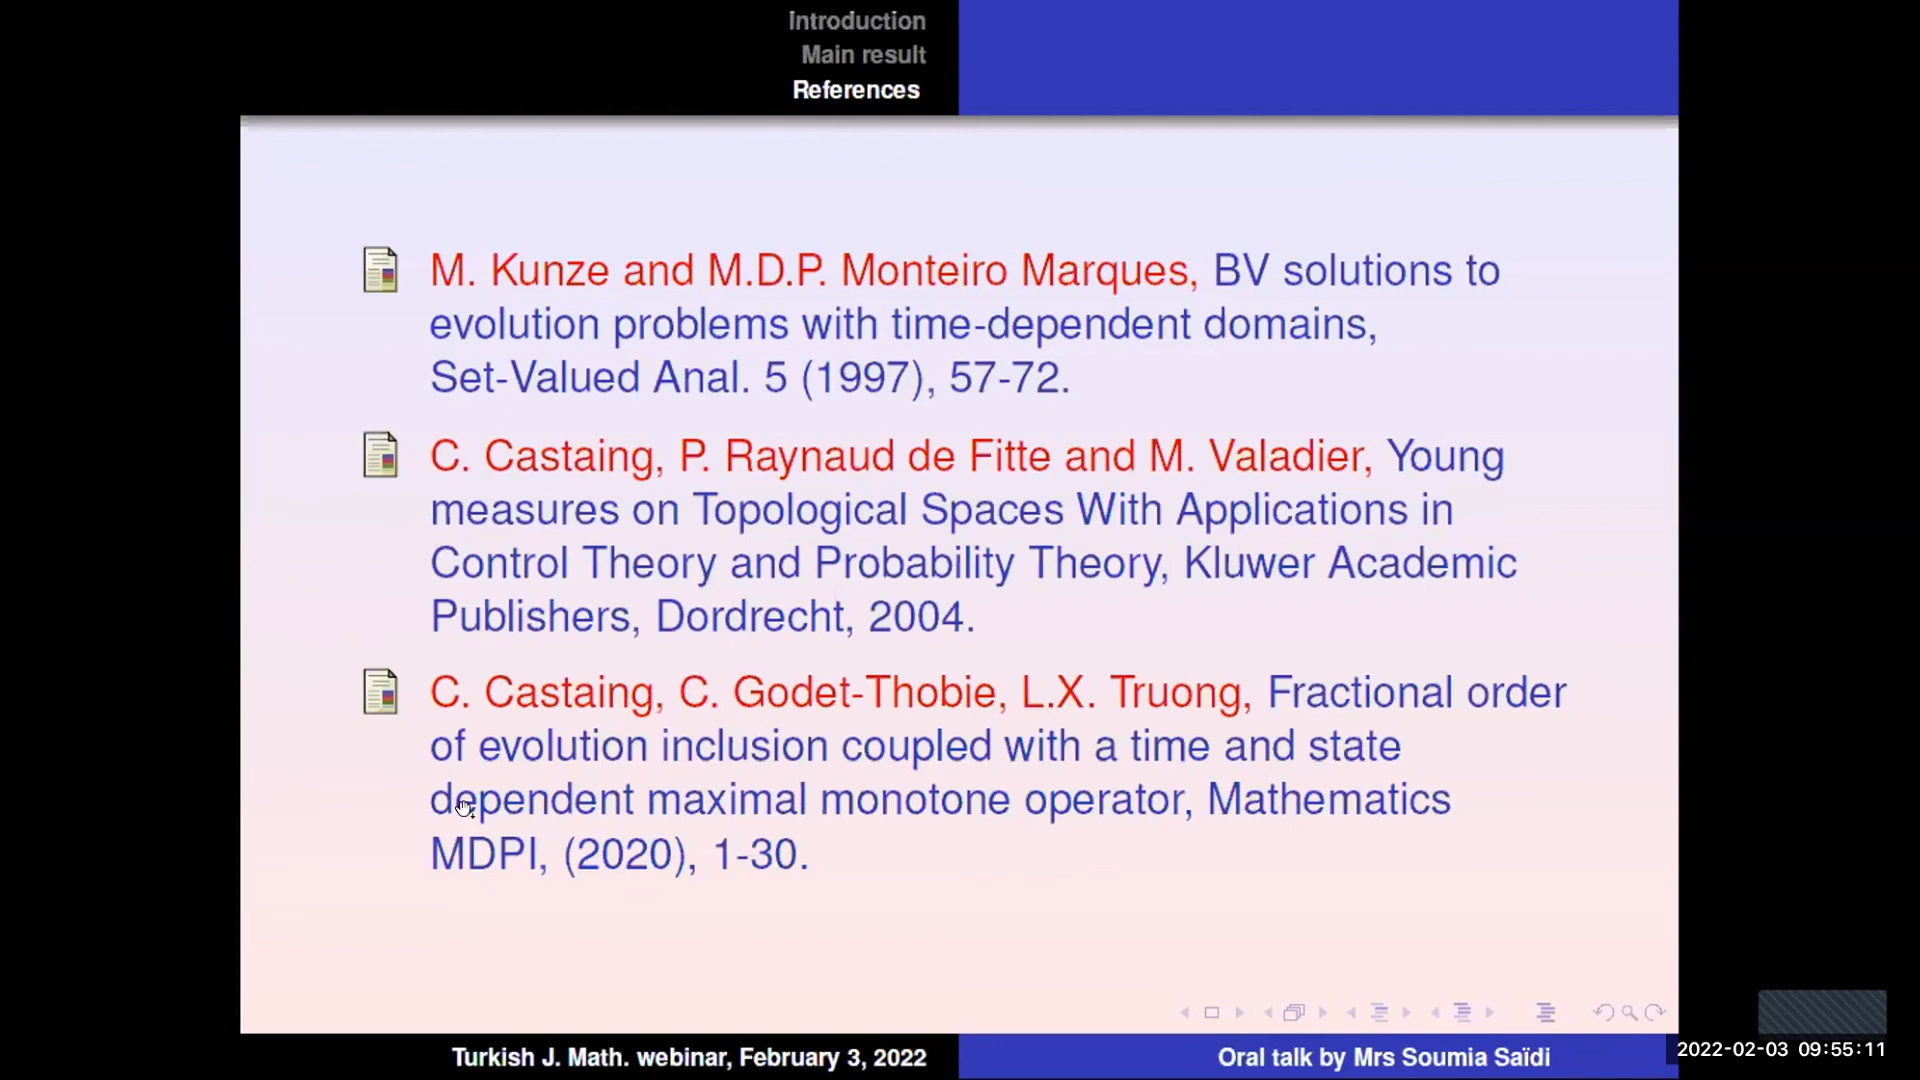 Introduction
Main result
References
M. Kunze and M.D.P. Monteiro Marques, BV solutions to
evolution problems with time-dependent domains,
Set-Valued Anal. 5 (1997), 57-72.
C. Castaing, P. Raynaud de Fitte and M. Valadier, Young
measures on Topological Spaces With Applications in
Control Theory and Probability Theory, Kluwer Academic
Publishers, Dordrecht, 2004.
C. Castaing, C. Godet-Thobie, L.X. Truong, Fractional order
of evolution inclusion coupled with a time and state
dependent maximal monotone operator, Mathematics
MDPI, (2020), 1-30.
Turkish J. Math. webinar, February 3, 2022
Oral talk by Mrs Soumia Saïdi
2022-02-03 09:55:11